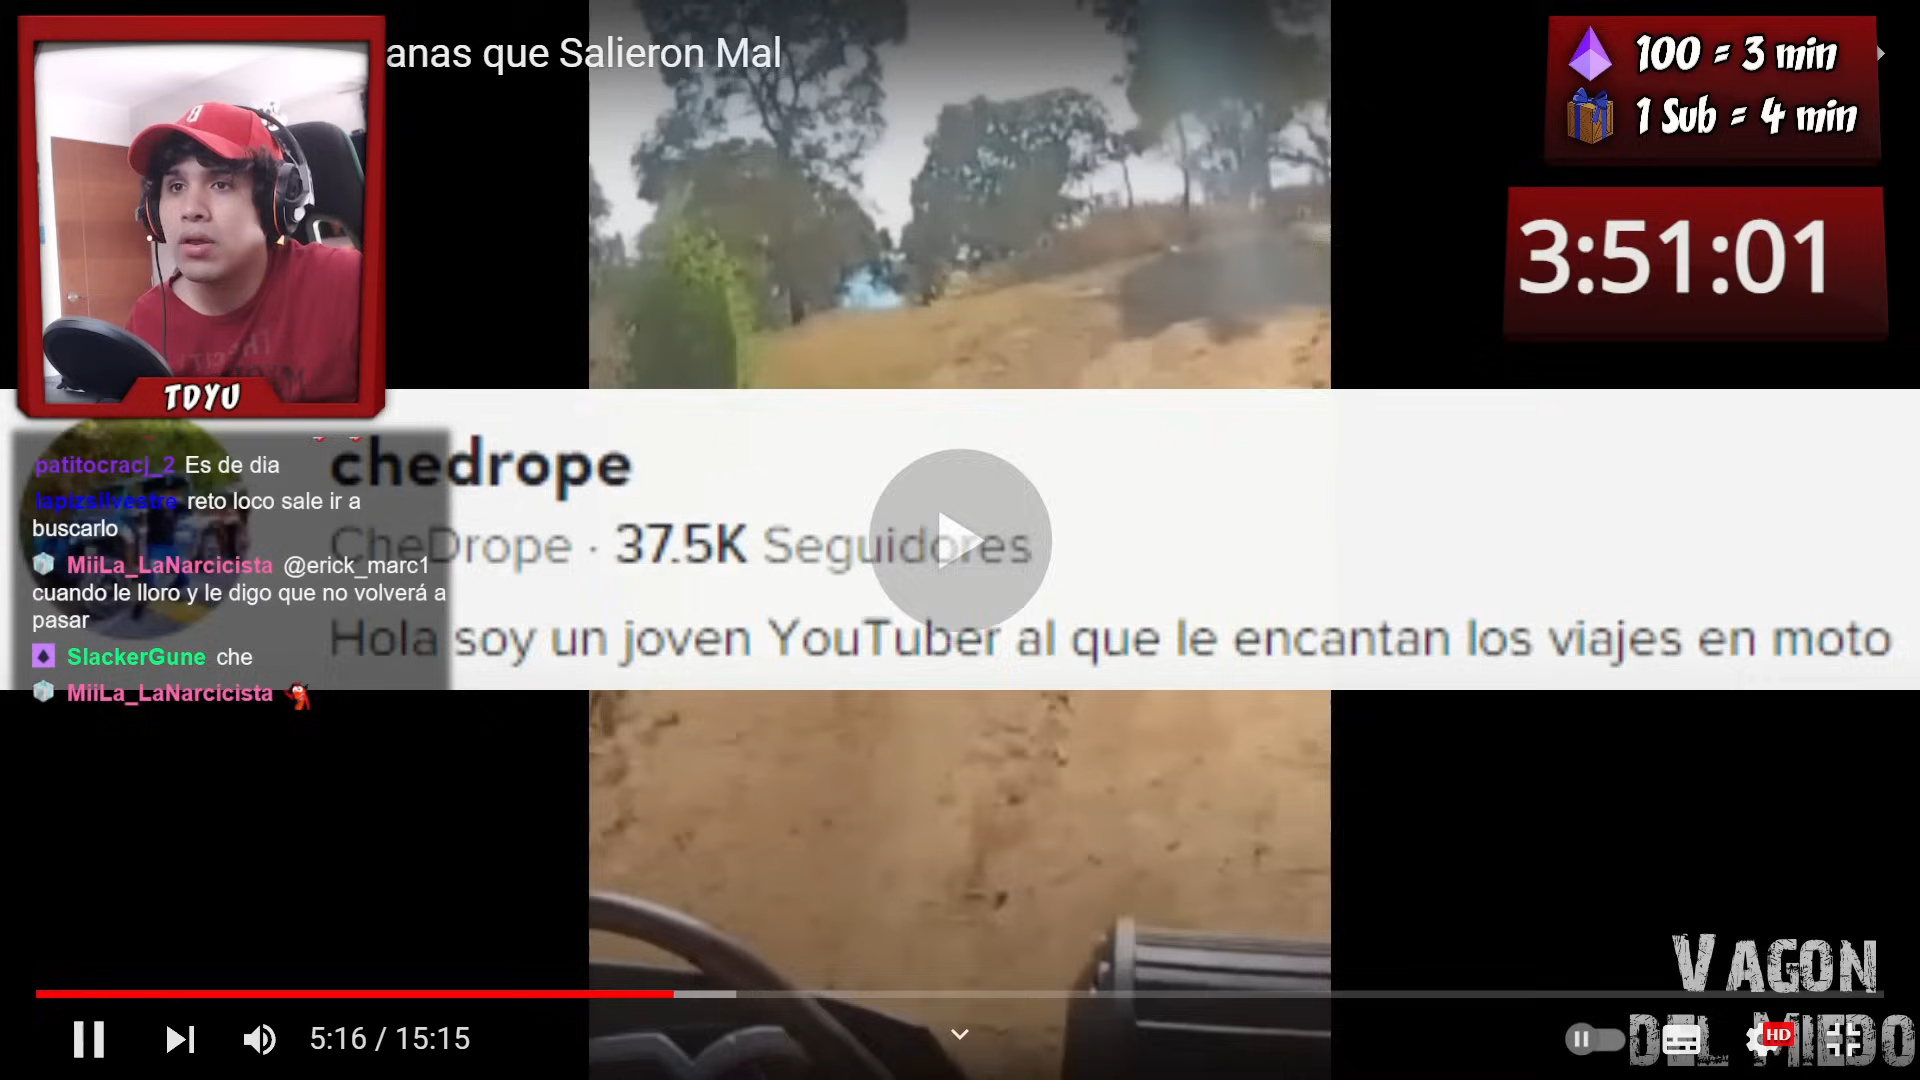 anas que Salieron Mal
100 = 3 min
1 Sub = 4 min
3:51:01
TDYU
patitocracj_2 Es de dia
lapizsilvestre reto loco sale ir a
buscarlo
MiiLa_LaNarcicista @erick_marc1
cuando le lloro y le digo que no volverá a
pasar
SlackerGune che
MiiLa_LaNarcicista
chedrope
CheDrope · 37.5K Seguidores
Hola soy un joven YouTuber al que le encantan los viajes en moto
VAGON
DEL MIEDO
5:16 / 15:15
HD